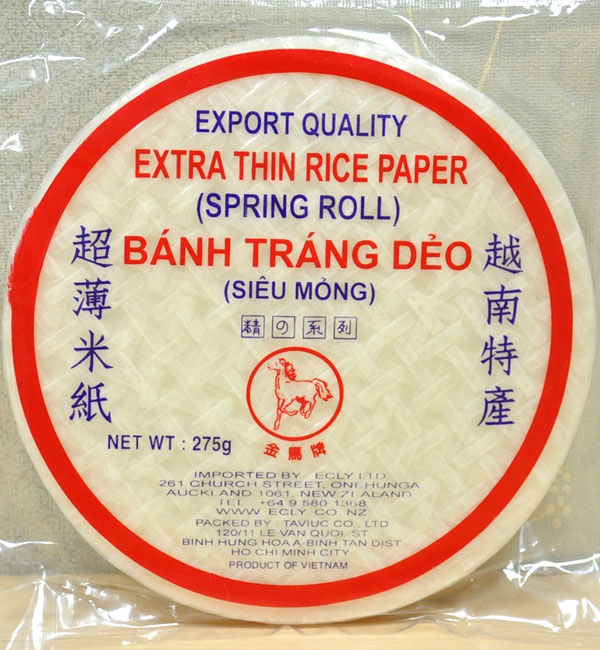 EXPORT QUALITY
EXTRA THIN RICE PAPER
(SPRING ROLL)
BÁNH TRÁNG DẺO
(SIÊU MỎNG)
超薄米紙
越南特產
精の系列
金馬牌
NET WT : 275g
IMPORTED BY : ECLY LTD
261 CHURCH STREET, ONEHUNGA
AUCKLAND 1061, NEW ZEALAND
TEL +64 9 580 1368
WWW ECLY CO NZ
PACKED BY : TAVIUC CO., LTD
120/11 LE VAN QUOI ST
BINH HUNG HOA A-BINH TAN DIST
HO CHI MINH CITY
PRODUCT OF VIETNAM